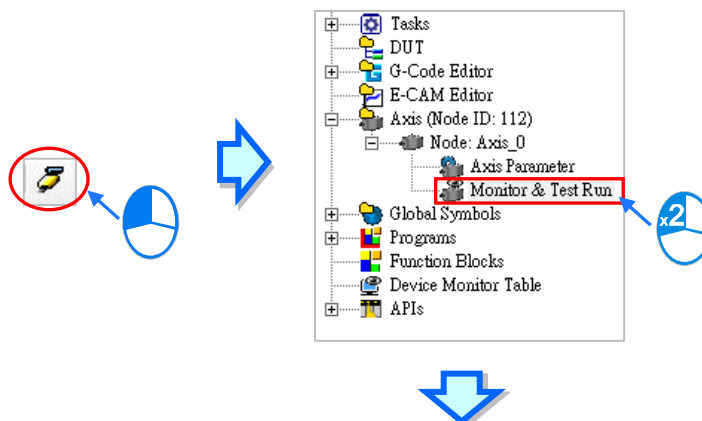 Tasks
DUT
G-Code Editor
E-CAM Editor
Axis (Node ID: 112)
Node: Axis_0
Axis Parameter
Monitor & Test Run
x2
Global Symbols
Programs
Function Blocks
Device Monitor Table
APIs